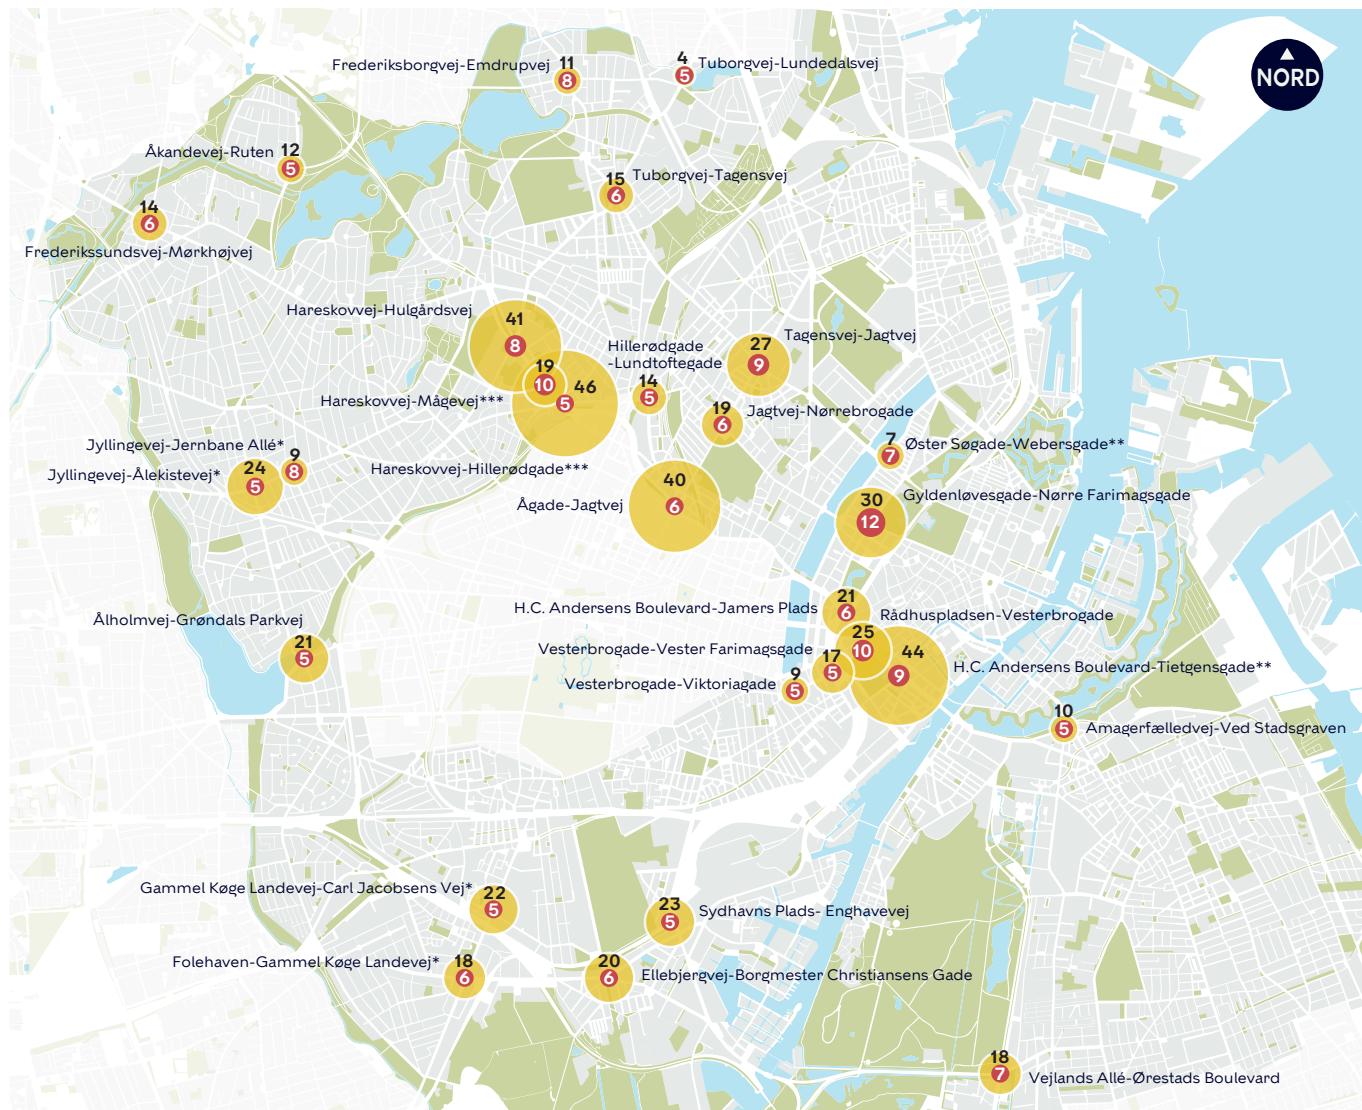 4
11
Frederiksborgvej-Emdrupvej
Tuborgvej-Lundedalsvej
5
8
NORD
12
Åkandevej-Ruten
5
15
Tuborgvej-Tagensvej
6
14
6
Frederikssundsvej-Mørkhøjvej
Hareskovvej-Hulgårdsvej
41
8
Tagensvej-Jagtvej
27
9
Hillerødgade
-Lundtoftegade
19
10
46
5
14
5
Hareskovvej-Mågevej***
19
Jagtvej-Nørrebrogade
6
Jyllingevej-Jernbane Allé*
9
8
7
Øster Søgade-Webersgade**
7
Jyllingevej-Ålekistevej*
24
5
Hareskovvej-Hillerødgade***
40
Ågade-Jagtvej
6
Gyldenløvesgade-Nørre Farimagsgade
30
12
21
H.C. Andersens Boulevard-Jamers Plads
6
Rådhuspladsen-Vesterbrogade
Ålholmvej-Grøndals Parkvej
21
5
25
10
Vesterbrogade-Vester Farimagsgade
17
5
44
9
H.C. Andersens Boulevard-Tietgensgade**
9
Vesterbrogade-Viktoriagade
5
10
5
Amagerfælledvej-Ved Stadsgraven
Gammel Køge Landevej-Carl Jacobsens Vej*
22
5
23
5
Sydhavns Plads- Enghavevej
Folehaven-Gammel Køge Landevej*
18
6
20
6
Ellebjergvej-Borgmester Christiansens Gade
18
7
Vejlands Allé-Ørestads Boulevard